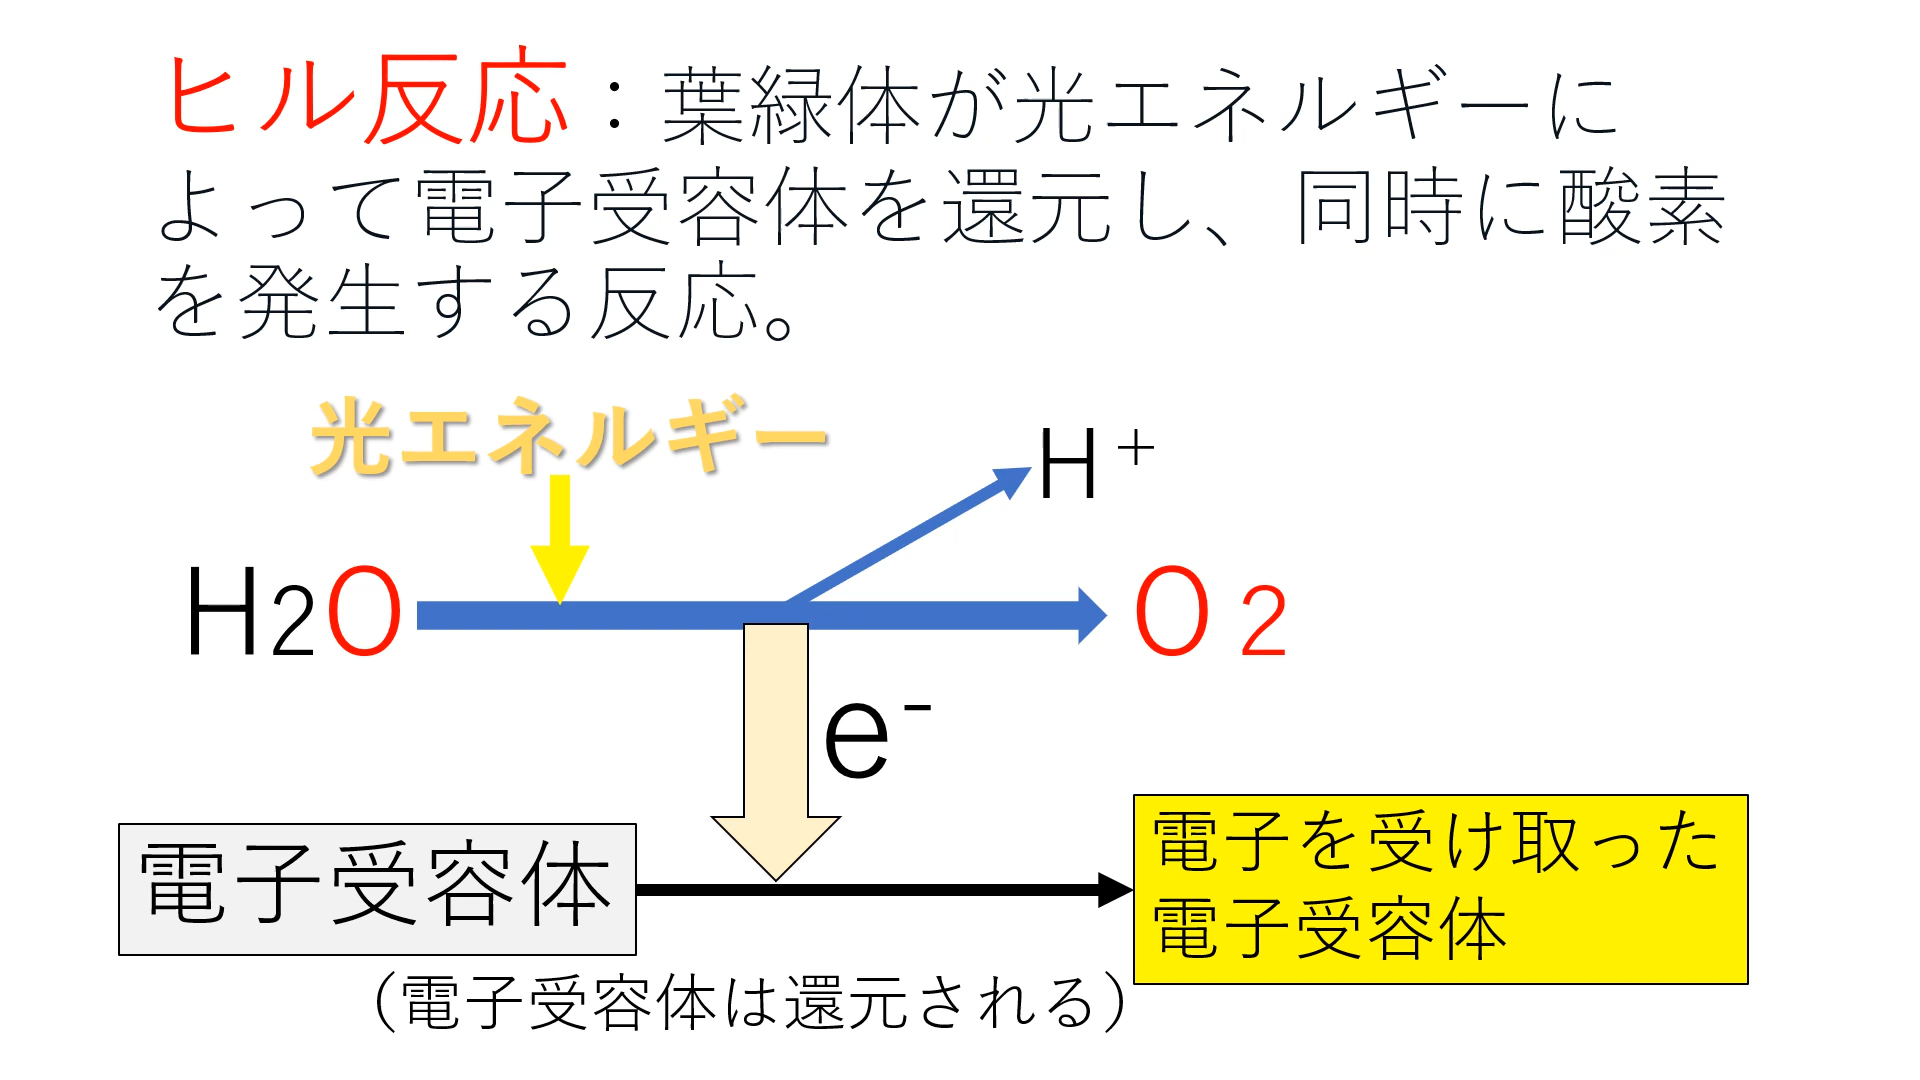 ヒル反応：葉緑体が光エネルギーに
よって電子受容体を還元し、同時に酸素
を発生する反応。
光エネルギー
H⁺
H2O
O２
e⁻
電子受容体
電子を受け取った
電子受容体
（電子受容体は還元される）